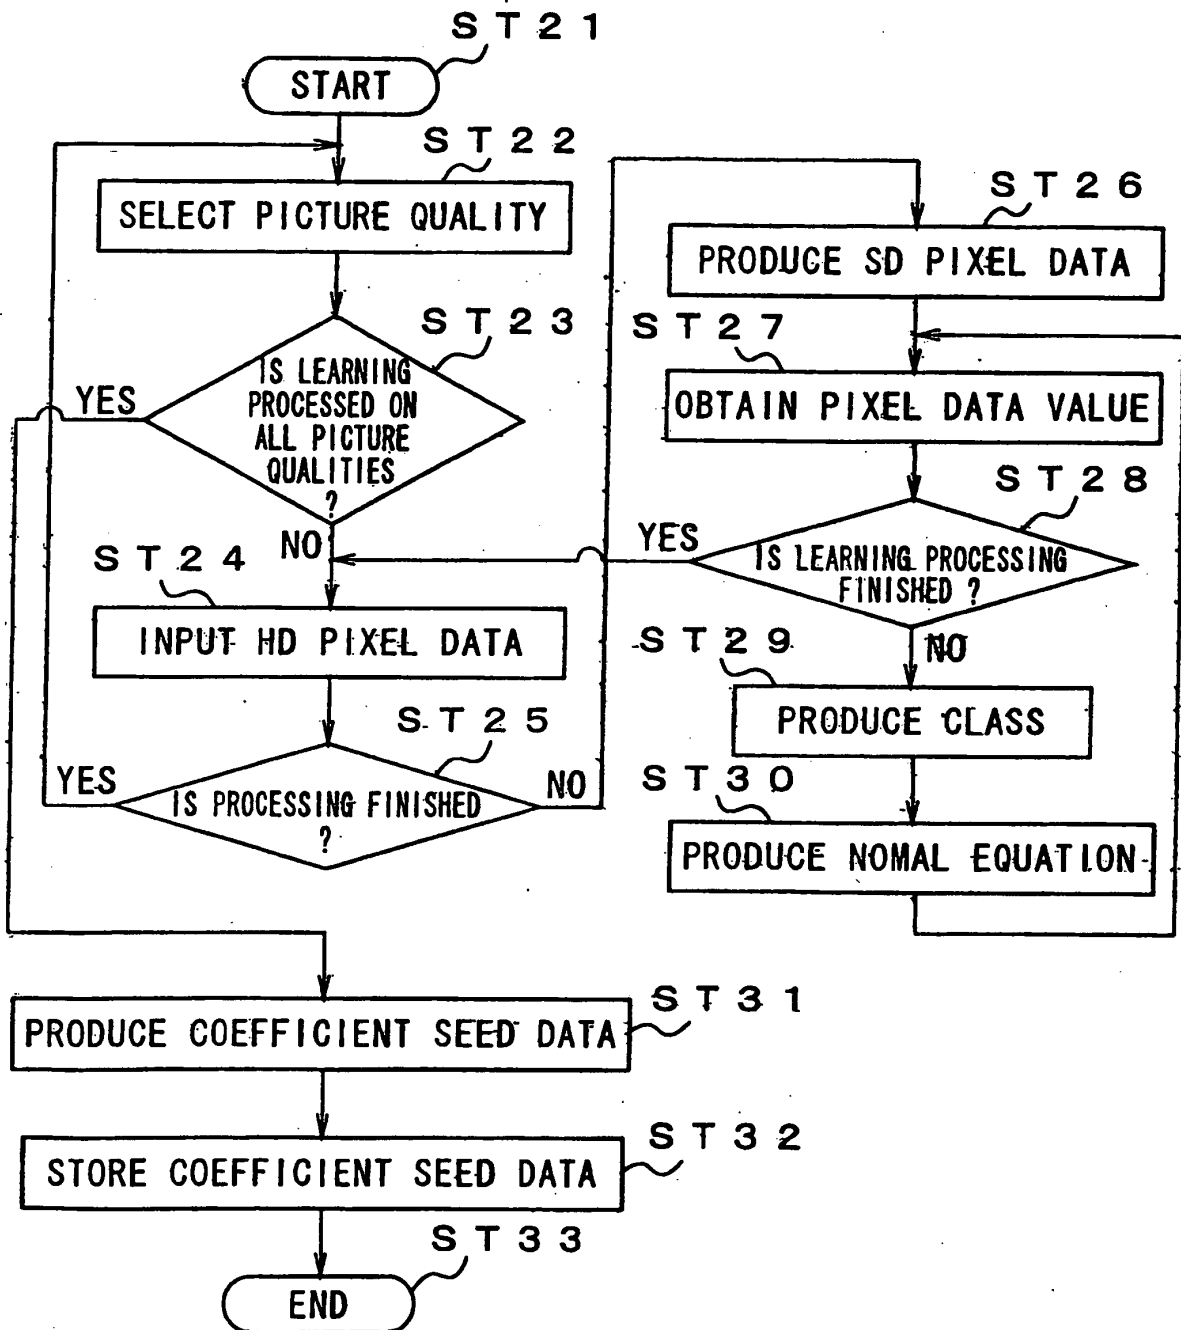 ST21
START
ST22
SELECT PICTURE QUALITY
ST23
IS LEARNING
PROCESSED ON
ALL PICTURE
QUALITIES
?
YES
NO
ST24
INPUT HD PIXEL DATA
ST25
IS PROCESSING FINISHED
?
YES
NO
ST26
PRODUCE SD PIXEL DATA
ST27
OBTAIN PIXEL DATA VALUE
ST28
IS LEARNING PROCESSING
FINISHED ?
YES
NO
ST29
PRODUCE CLASS
ST30
PRODUCE NOMAL EQUATION
ST31
PRODUCE COEFFICIENT SEED DATA
ST32
STORE COEFFICIENT SEED DATA
ST33
END